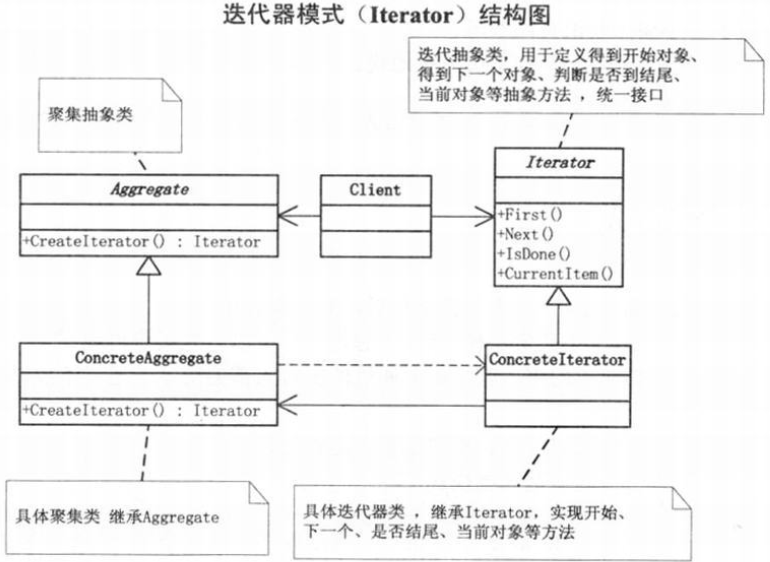 迭代器模式（Iterator）结构图
迭代抽象类，用于定义得到开始对象、
得到下一个对象、判断是否到结尾、
当前对象等抽象方法 ，统一接口
聚集抽象类
Aggregate
+CreateIterator() : Iterator
Client
Iterator
+First()
+Next()
+IsDone()
+CurrentItem()
ConcreteAggregate
+CreateIterator() : Iterator
ConcreteIterator
具体聚集类 继承Aggregate
具体迭代器类 ，继承Iterator，实现开始、
下一个、是否结尾、当前对象等方法